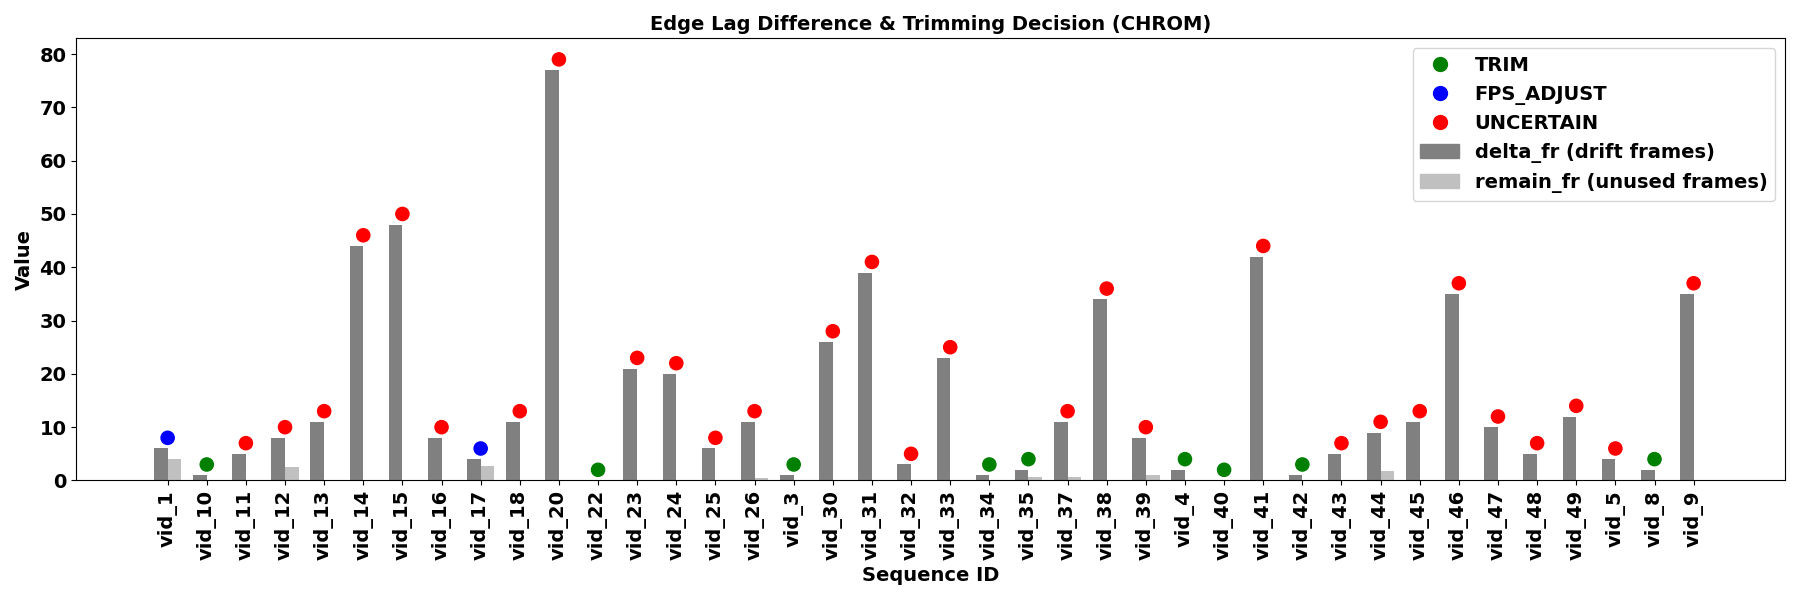 Edge Lag Difference & Trimming Decision (CHROM)
80
70
60
50
40
30
20
10
0
Value
TRIM
FPS_ADJUST
UNCERTAIN
delta_fr (drift frames)
remain_fr (unused frames)
vid_1
vid_10
vid_11
vid_12
vid_13
vid_14
vid_15
vid_16
vid_17
vid_18
vid_20
vid_22
vid_23
vid_24
vid_25
vid_26
vid_3
vid_30
vid_31
vid_32
vid_33
vid_34
vid_35
vid_37
vid_38
vid_39
vid_4
vid_40
vid_41
vid_42
vid_43
vid_44
vid_45
vid_46
vid_47
vid_48
vid_49
vid_5
vid_8
vid_9
Sequence ID